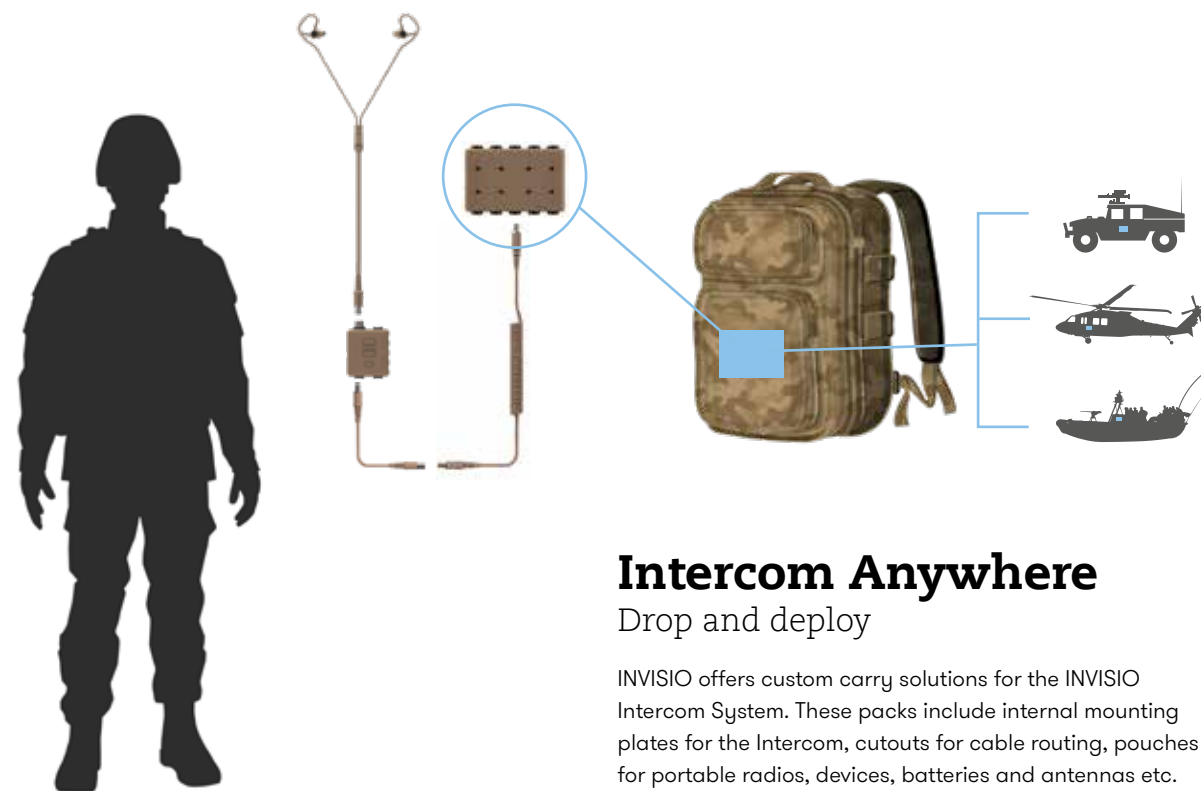 Intercom Anywhere
Drop and deploy
INVISIO offers custom carry solutions for the INVISIO
Intercom System. These packs include internal mounting
plates for the Intercom, cutouts for cable routing, pouches
for portable radios, devices, batteries and antennas etc.